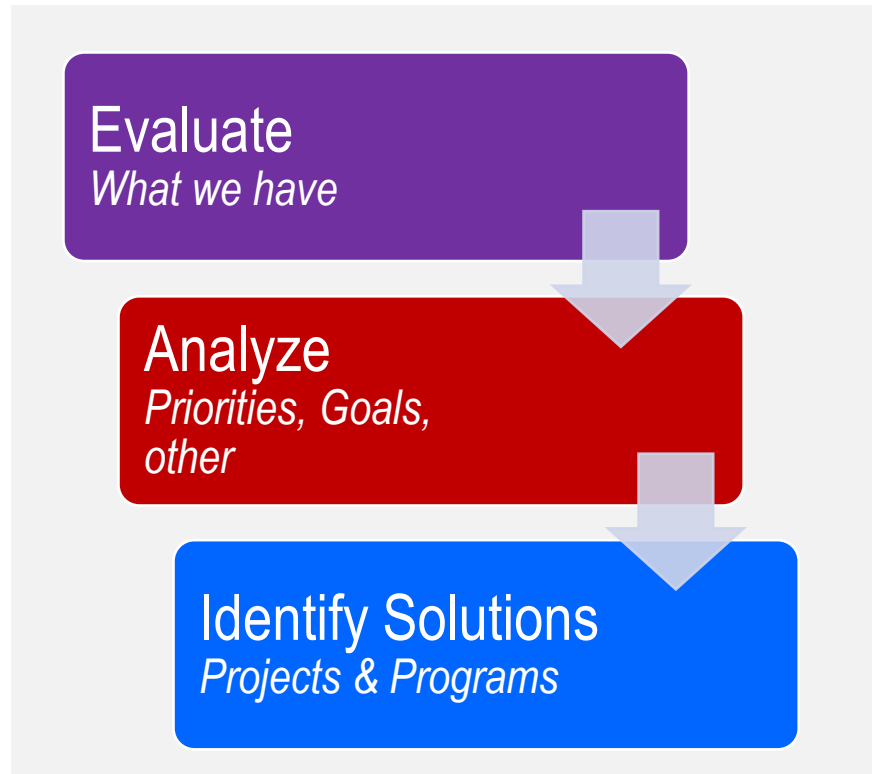 Evaluate
What we have
Analyze
Priorities, Goals,
other
Identify Solutions
Projects & Programs